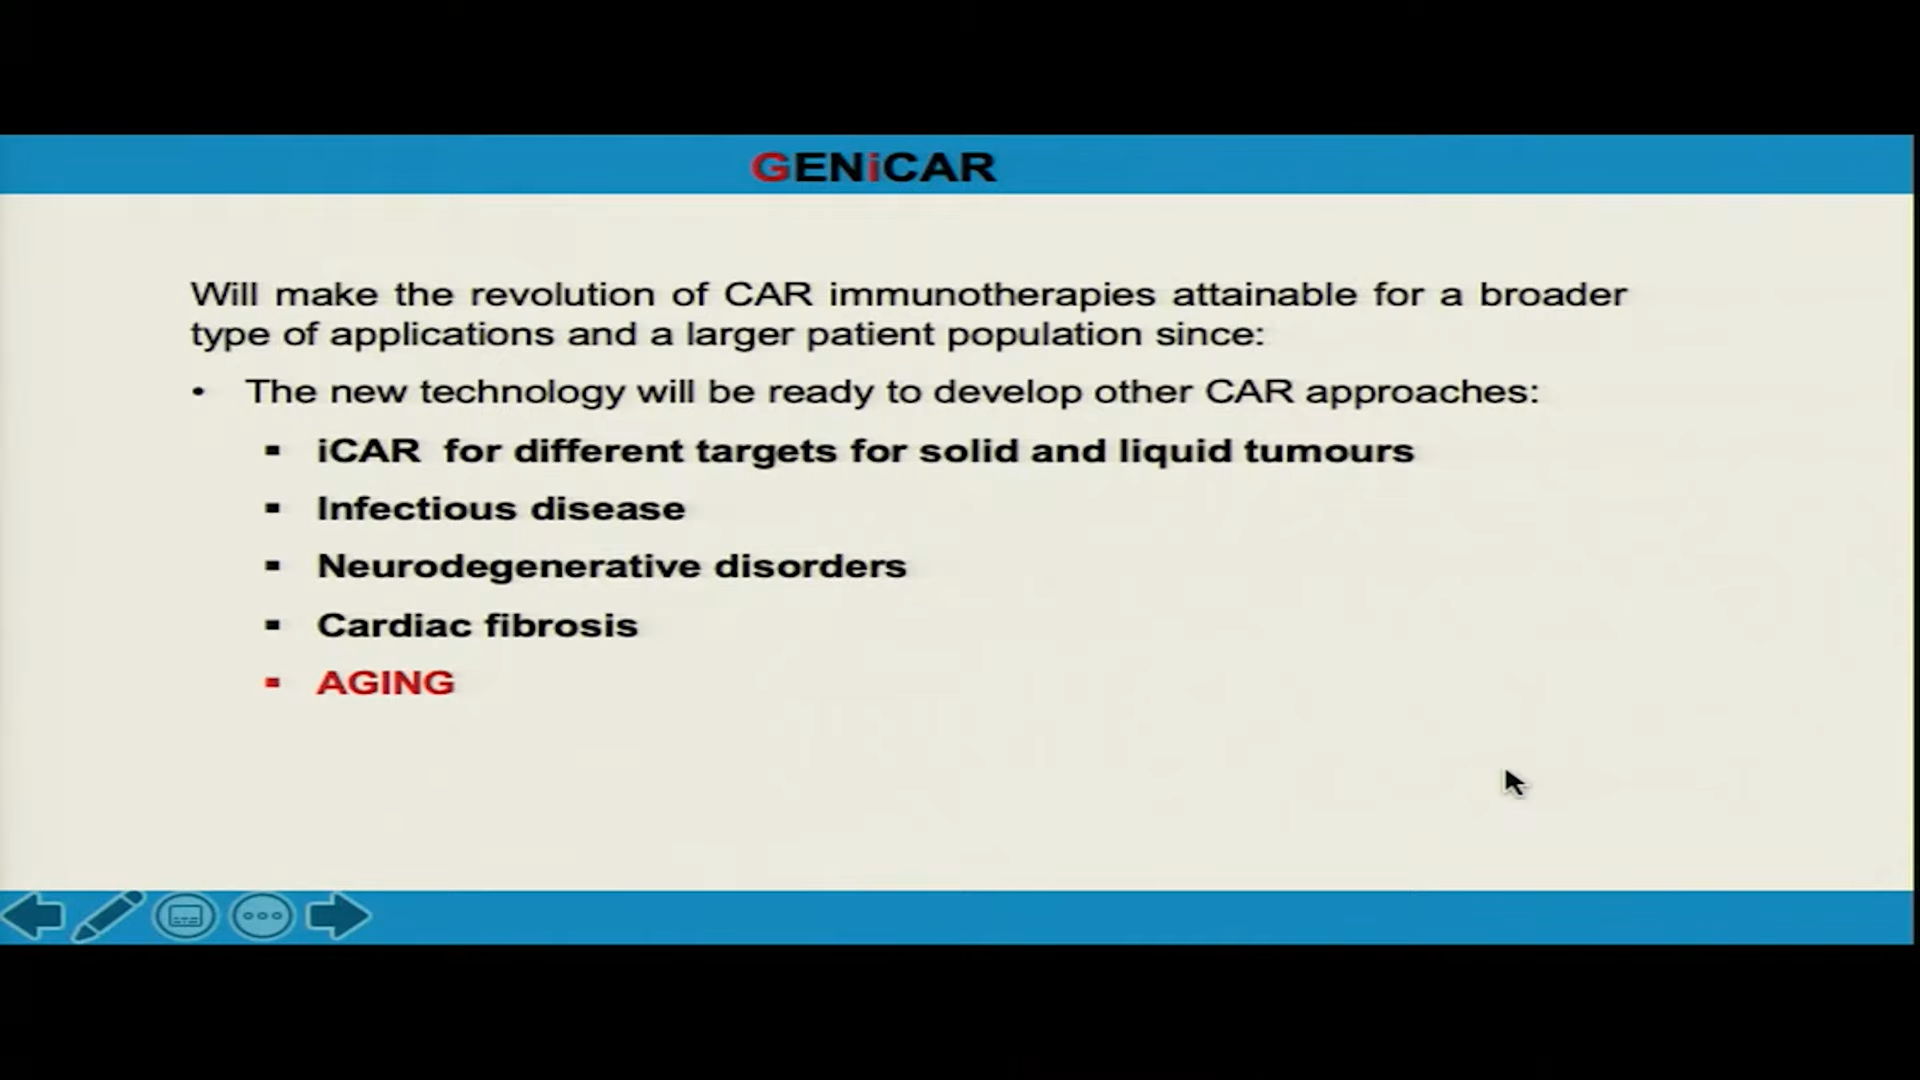 GENiCAR
Will make the revolution of CAR immunotherapies attainable for a broader
type of applications and a larger patient population since:
• The new technology will be ready to develop other CAR approaches:
▪ iCAR for different targets for solid and liquid tumours
▪ Infectious disease
▪ Neurodegenerative disorders
▪ Cardiac fibrosis
▪ AGING